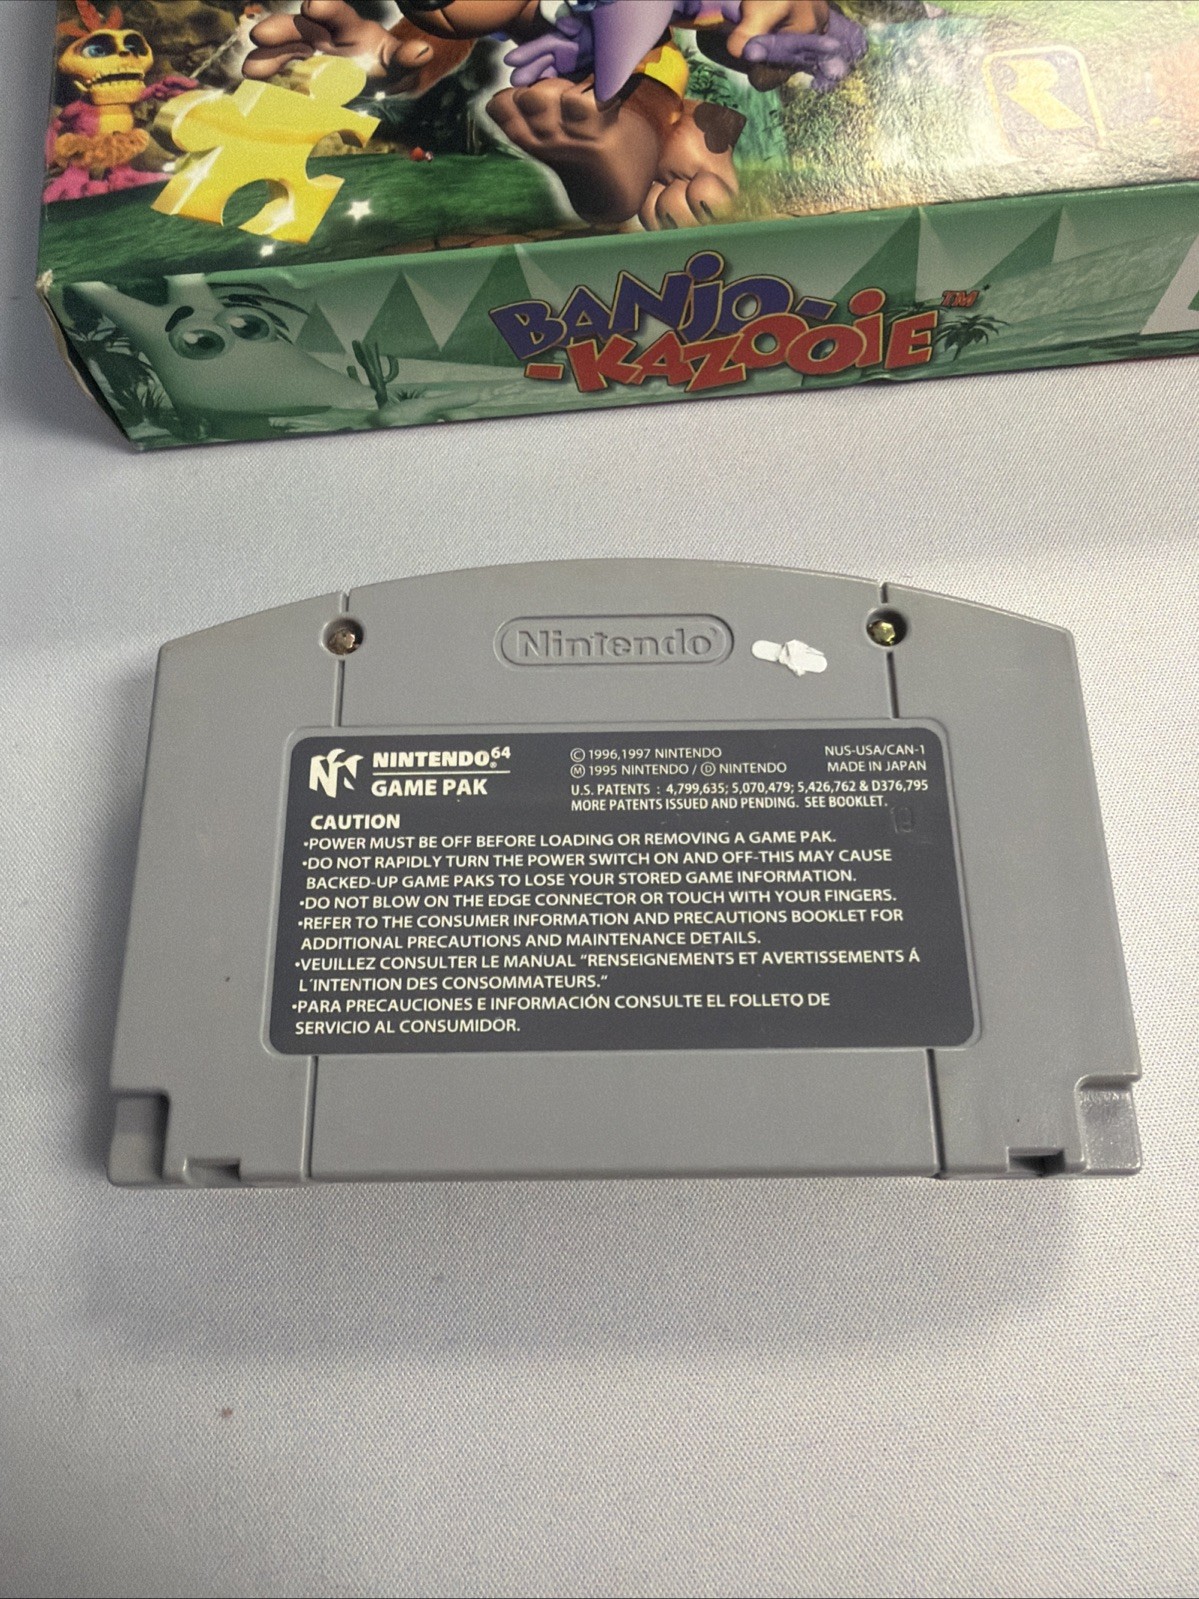 R
BANJO-
-KAZOOIE™
Nintendo®
NINTENDO®64
GAME PAK
© 1996,1997 NINTENDO
Ⓜ 1995 NINTENDO / Ⓓ NINTENDO
NUS-USA/CAN-1
MADE IN JAPAN
U.S. PATENTS : 4,799,635; 5,070,479; 5,426,762 & D376,795
MORE PATENTS ISSUED AND PENDING. SEE BOOKLET.
CAUTION
•POWER MUST BE OFF BEFORE LOADING OR REMOVING A GAME PAK.
•DO NOT RAPIDLY TURN THE POWER SWITCH ON AND OFF-THIS MAY CAUSE
BACKED-UP GAME PAKS TO LOSE YOUR STORED GAME INFORMATION.
•DO NOT BLOW ON THE EDGE CONNECTOR OR TOUCH WITH YOUR FINGERS.
•REFER TO THE CONSUMER INFORMATION AND PRECAUTIONS BOOKLET FOR
ADDITIONAL PRECAUTIONS AND MAINTENANCE DETAILS.
•VEUILLEZ CONSULTER LE MANUAL "RENSEIGNEMENTS ET AVERTISSEMENTS Á
L'INTENTION DES CONSOMMATEURS."
•PARA PRECAUCIONES E INFORMACIÓN CONSULTE EL FOLLETO DE
SERVICIO AL CONSUMIDOR.